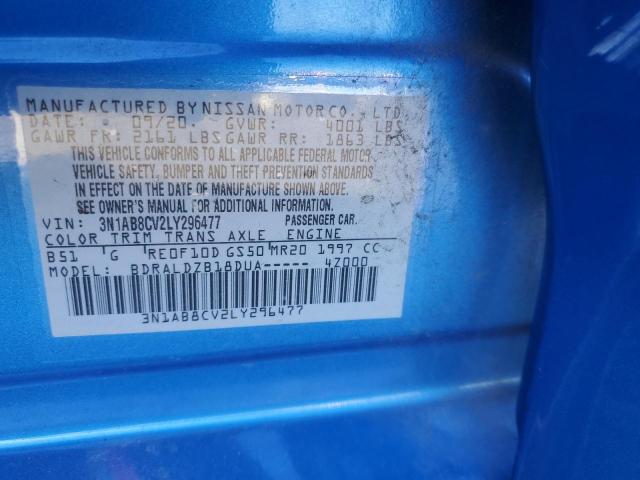 MANUFACTURED BY NISSAN MOTOR CO., LTD
DATE: 09/20. GVWR: 4001 LBS
GAWR FR: 2161 LBS GAWR RR: 1863 LBS
THIS VEHICLE CONFORMS TO ALL APPLICABLE FEDERAL MOTOR
VEHICLE SAFETY, BUMPER AND THEFT PREVENTION STANDARDS
IN EFFECT ON THE DATE OF MANUFACTURE SHOWN ABOVE.
SEE OWNER'S MANUAL FOR ADDITIONAL INFORMATION.
VIN: 3N1AB8CV2LY296477 PASSENGER CAR.
COLOR TRIM TRANS AXLE ENGINE
B51 G RE0F10D GS50 MR20 1997 CC
MODEL: BDRALDZB18DUA----- 4Z000
3N1AB8CV2LY296477